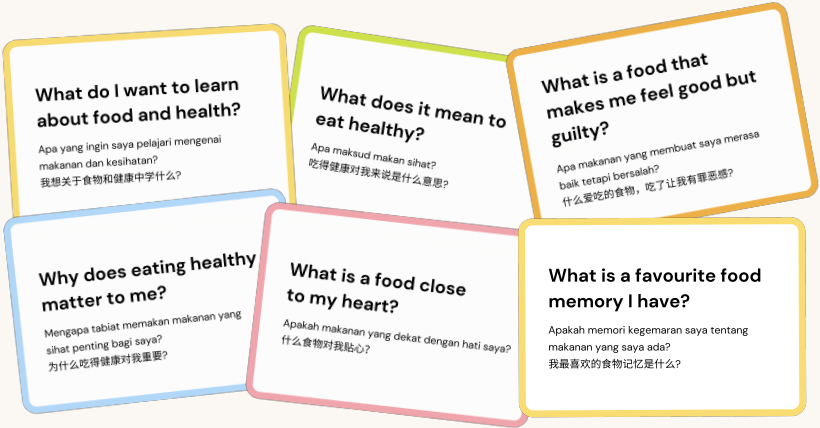 What do I want to learn
about food and health?
Apa yang ingin saya pelajari mengenai
makanan dan kesihatan?
我想关于食物和健康中学什么?
What does it mean to
eat healthy?
Apa maksud makan sihat?
吃得健康对我来说是什么意思?
What is a food that
makes me feel good but
guilty?
Apa makanan yang membuat saya merasa
baik tetapi bersalah?
什么爱吃的食物，吃了让我有罪恶感?
Why does eating healthy
matter to me?
Mengapa tabiat memakan makanan yang
sihat penting bagi saya?
为什么吃得健康对我重要?
What is a food close
to my heart?
Apakah makanan yang dekat dengan hati saya?
什么食物对我贴心?
What is a favourite food
memory I have?
Apakah memori kegemaran saya tentang
makanan yang saya ada?
我最喜欢的食物记忆是什么?